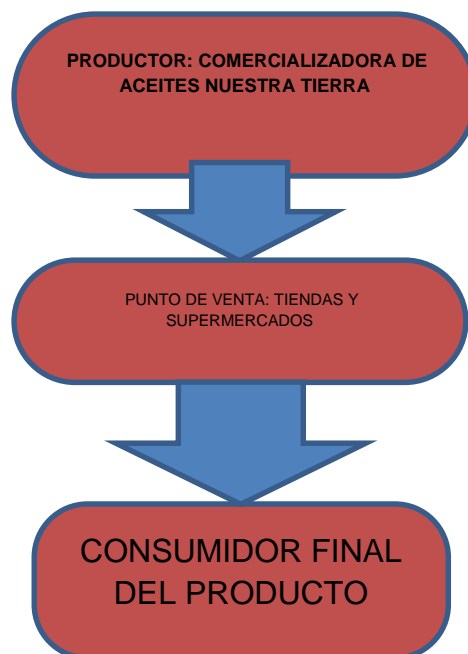 PRODUCTOR: COMERCIALIZADORA DE
ACEITES NUESTRA TIERRA
PUNTO DE VENTA: TIENDAS Y
SUPERMERCADOS
CONSUMIDOR FINAL
DEL PRODUCTO